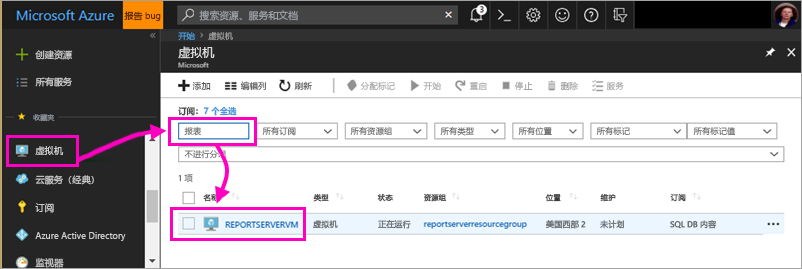 Microsoft Azure 报告 bug 搜索资源、服务和文档 3
开始 > 虚拟机
虚拟机
Microsoft
创建资源
所有服务
收藏夹
虚拟机
云服务（经典）
订阅
Azure Active Directory
监视器
添加 编辑列 刷新 分配标记 开始 重启 停止 删除 服务
订阅: 7 个全选
报表 所有订阅 所有资源组 所有类型 所有位置 所有标记 所有标记值
不进行分组
1 项
名称 类型 状态 资源组 位置 维护 订阅
REPORTSERVERVM 虚拟机 正在运行 reportserverresourcegroup 美国西部 2 未计划 SQL DB 内容